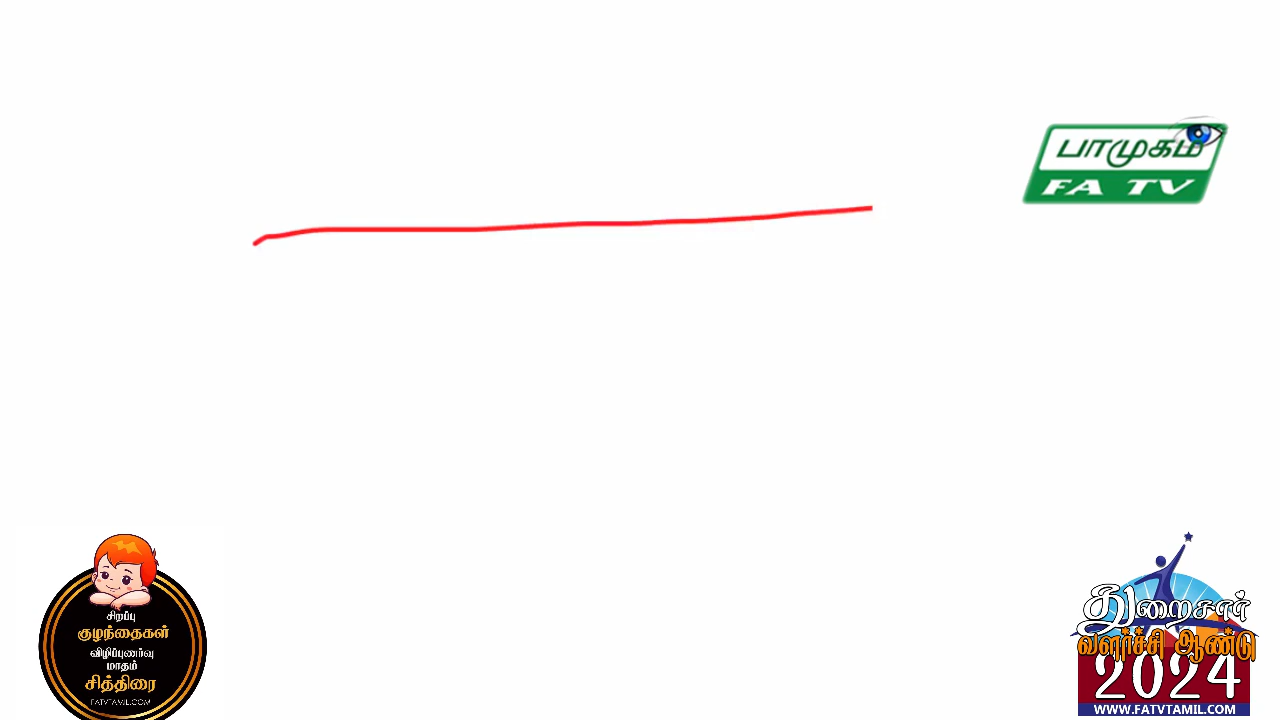 பாமுகம்
FA TV
சிறப்பு
குழந்தைகள்
விழிப்புணர்வு
மாதம்
சித்திரை
FATVTAMIL.COM
துறைசார்
வளர்ச்சி ஆண்டு
2024
WWW.FATVTAMIL.COM